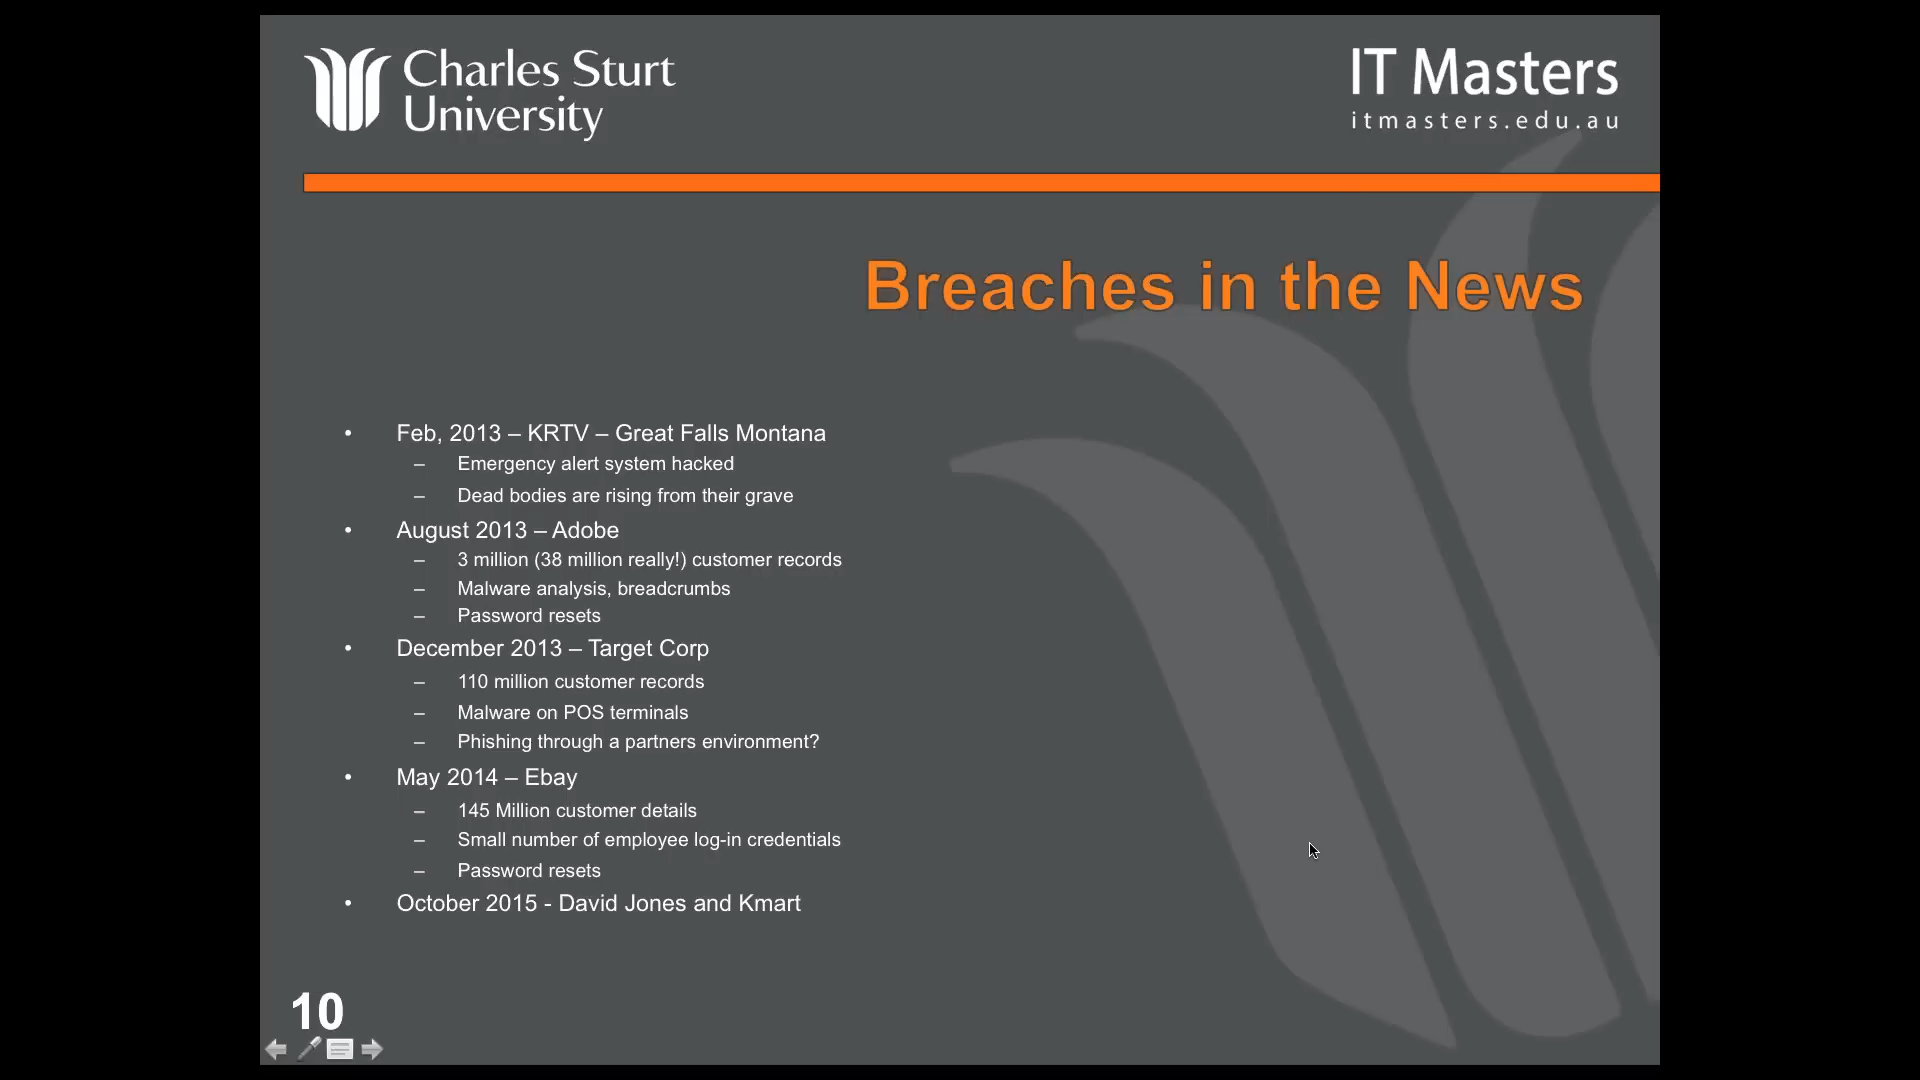 Charles Sturt
University
IT Masters
itmasters.edu.au
Breaches in the News
• Feb, 2013 – KRTV – Great Falls Montana
– Emergency alert system hacked
– Dead bodies are rising from their grave
• August 2013 – Adobe
– 3 million (38 million really!) customer records
– Malware analysis, breadcrumbs
– Password resets
• December 2013 – Target Corp
– 110 million customer records
– Malware on POS terminals
– Phishing through a partners environment?
• May 2014 – Ebay
– 145 Million customer details
– Small number of employee log-in credentials
– Password resets
• October 2015 - David Jones and Kmart
10